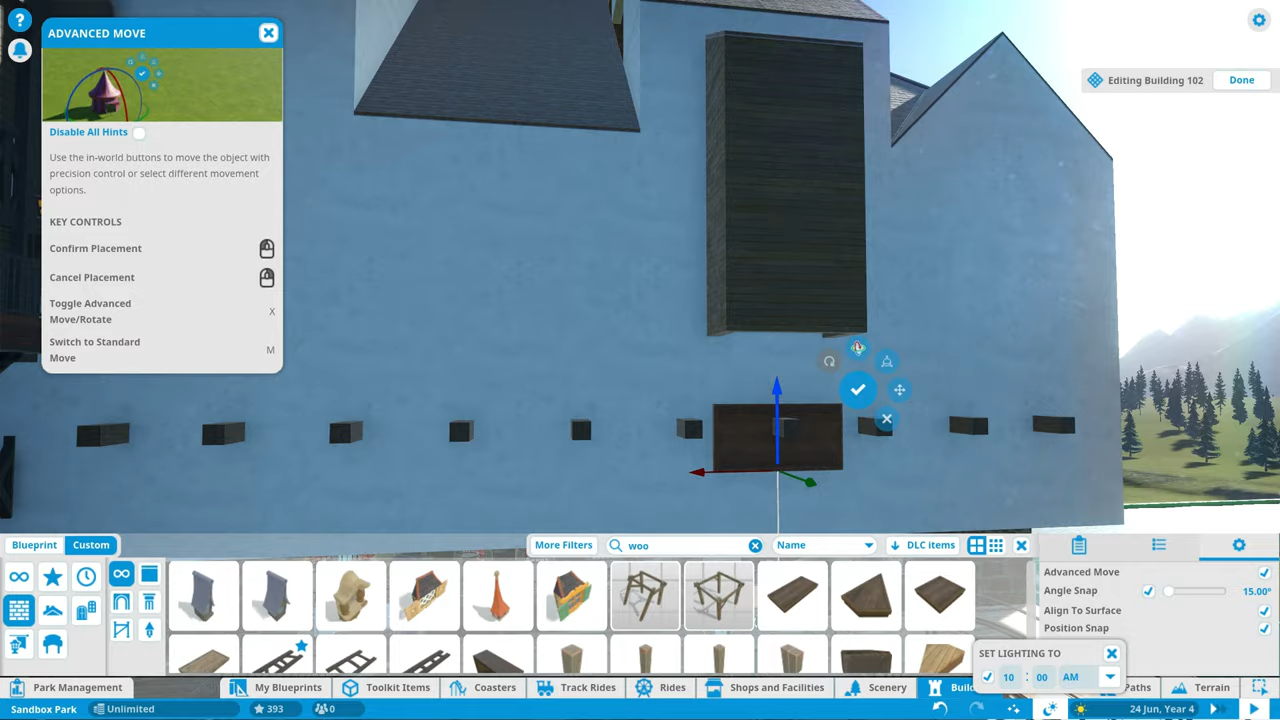 ?
ADVANCED MOVE
Disable All Hints
Use the in-world buttons to move the object with
precision control or select different movement
options.
KEY CONTROLS
Confirm Placement
Cancel Placement
Toggle Advanced
Move/Rotate
X
Switch to Standard
Move
M
Editing Building 102
Done
Blueprint
Custom
More Filters
woo
Name
DLC items
Advanced Move
Angle Snap
15.00°
Align To Surface
Position Snap
SET LIGHTING TO
10 : 00 AM
Park Management
My Blueprints
Toolkit Items
Coasters
Track Rides
Rides
Shops and Facilities
Scenery
Paths
Terrain
Sandbox Park
Unlimited
393
0
24 Jun, Year 4